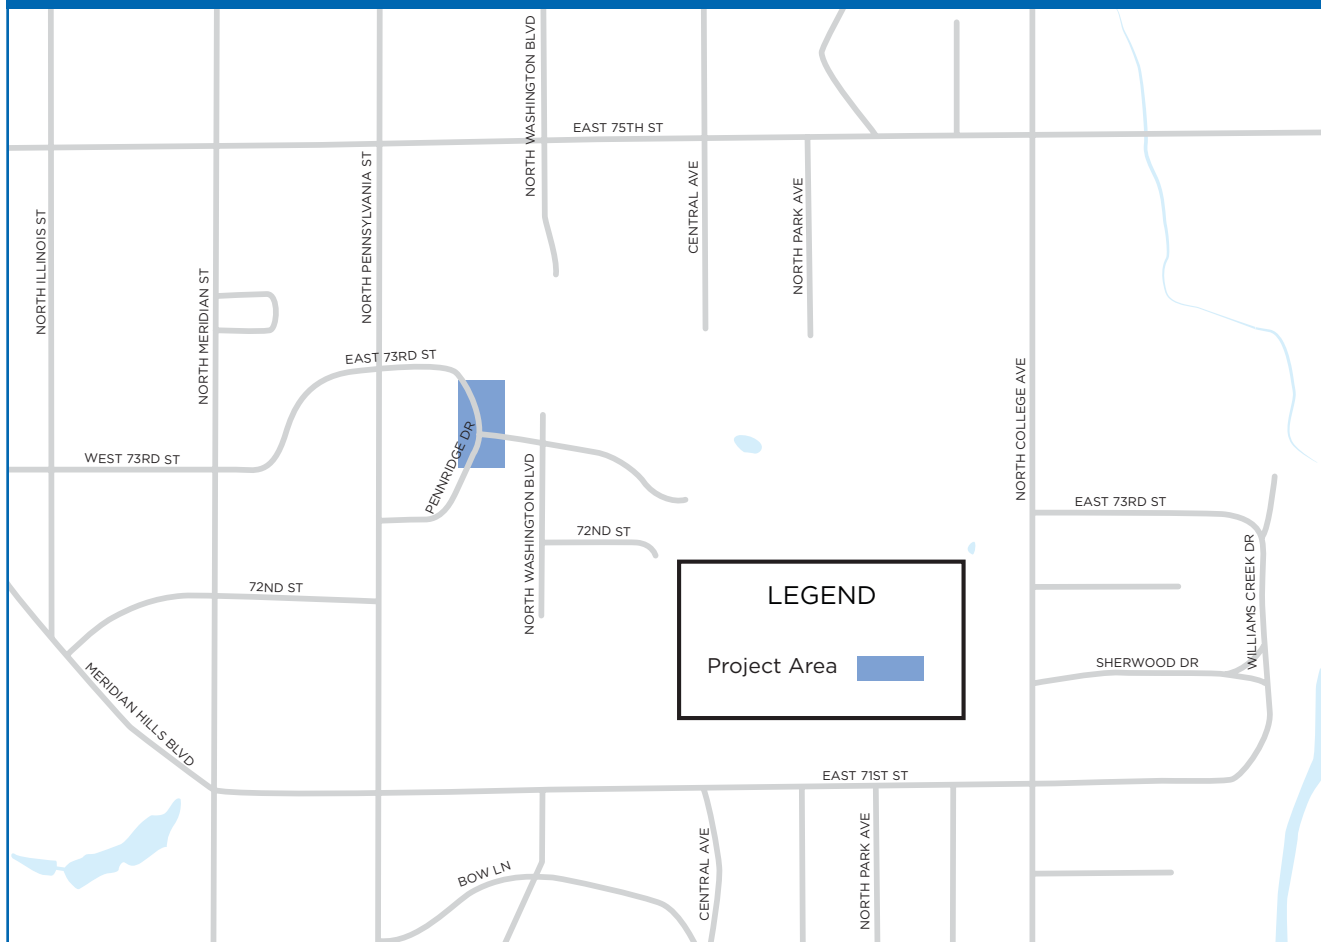 NORTH WASHINGTON BLVD
EAST 75TH ST
NORTH PENNSYLVANIA ST
CENTRAL AVE
NORTH PARK AVE
NORTH ILLINOIS ST
NORTH MERIDIAN ST
EAST 73RD ST
NORTH COLLEGE AVE
PENNRIDGE DR
WEST 73RD ST
NORTH WASHINGTON BLVD
EAST 73RD ST
72ND ST
WILLIAMS CREEK DR
72ND ST
LEGEND
Project Area
SHERWOOD DR
MERIDIAN HILLS BLVD
EAST 71ST ST
NORTH PARK AVE
CENTRAL AVE
BOW LN